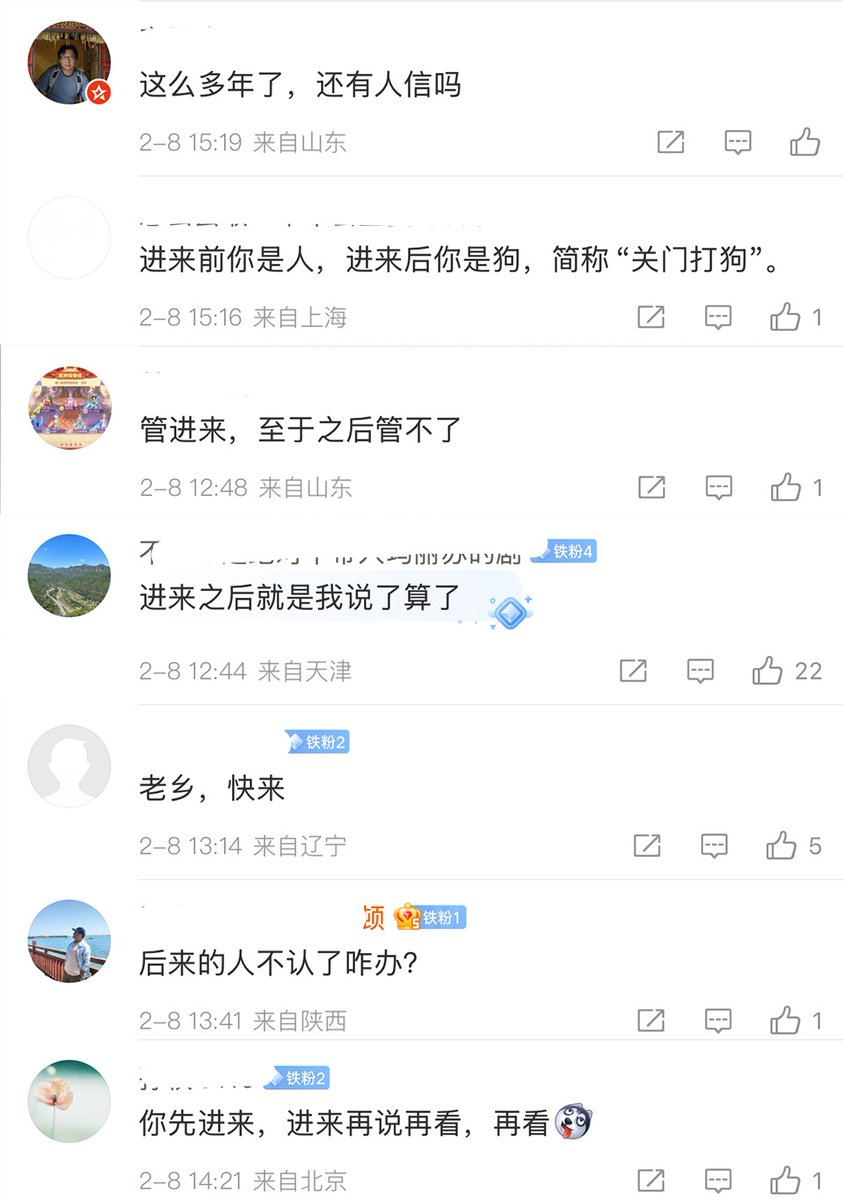 这么多年了，还有人信吗
2-8 15:19 来自山东
进来前你是人，进来后你是狗，简称“关门打狗”。
2-8 15:16 来自上海
1
管进来，至于之后管不了
2-8 12:48 来自山东
1
铁粉4
进来之后就是我说了算了
2-8 12:44 来自天津
22
铁粉2
老乡，快来
2-8 13:14 来自辽宁
5
铁粉1
后来的人不认了咋办？
2-8 13:41 来自陕西
1
铁粉2
你先进来，进来再说再看，再看
2-8 14:21 来自北京
1